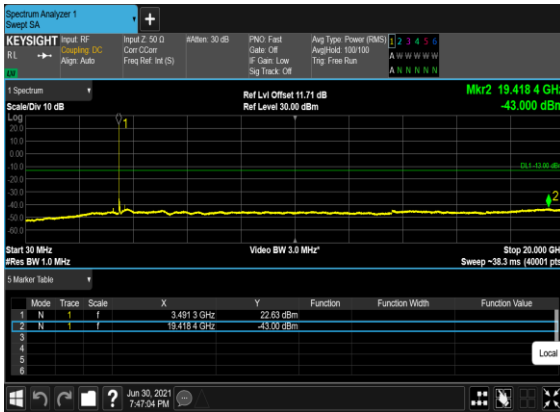 Spectrum Analyzer 1
Swept SA
+
KEYSIGHT Input: RF Input Z: 50 Ω #Atten: 30 dB PNO: Fast Avg Type: Power (RMS) 1 2 3 4 5 6
RL Coupling: DC Corr CCorr Gate: Off Avg|Hold: 100/100 A W W W W W
Align: Auto Freq Ref: Int (S) IF Gain: Low Trig: Free Run
Sig Track: Off A N N N N N
1 Spectrum
Scale/Div 10 dB Ref Lvl Offset 11.71 dB Mkr2 19.418 4 GHz
Ref Level 30.00 dBm -43.000 dBm
Log
20.0
10.0
0.00
-10.0
-20.0
-30.0
-40.0
-50.0
-60.0
1
DL1 -13.00 dBm
2
Start 30 MHz Video BW 3.0 MHz* Stop 20.000 GHz
#Res BW 1.0 MHz Sweep ~38.3 ms (40001 pts)
5 Marker Table
Mode Trace Scale X Y Function Function Width Function Value
1 N 1 f 3.491 3 GHz 22.63 dBm
2 N 1 f 19.418 4 GHz -43.00 dBm
3
4
5
6
Local
?
Jun 30, 2021
7:47:04 PM